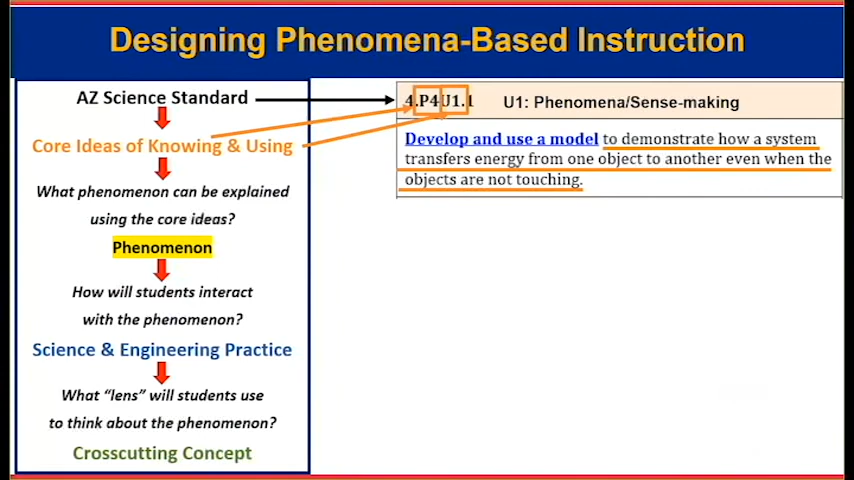 Designing Phenomena-Based Instruction
AZ Science Standard
Core Ideas of Knowing & Using
What phenomenon can be explained
using the core ideas?
Phenomenon
How will students interact
with the phenomenon?
Science & Engineering Practice
What “lens” will students use
to think about the phenomenon?
Crosscutting Concept
4.P4U1.1 U1: Phenomena/Sense-making
Develop and use a model to demonstrate how a system
transfers energy from one object to another even when the
objects are not touching.